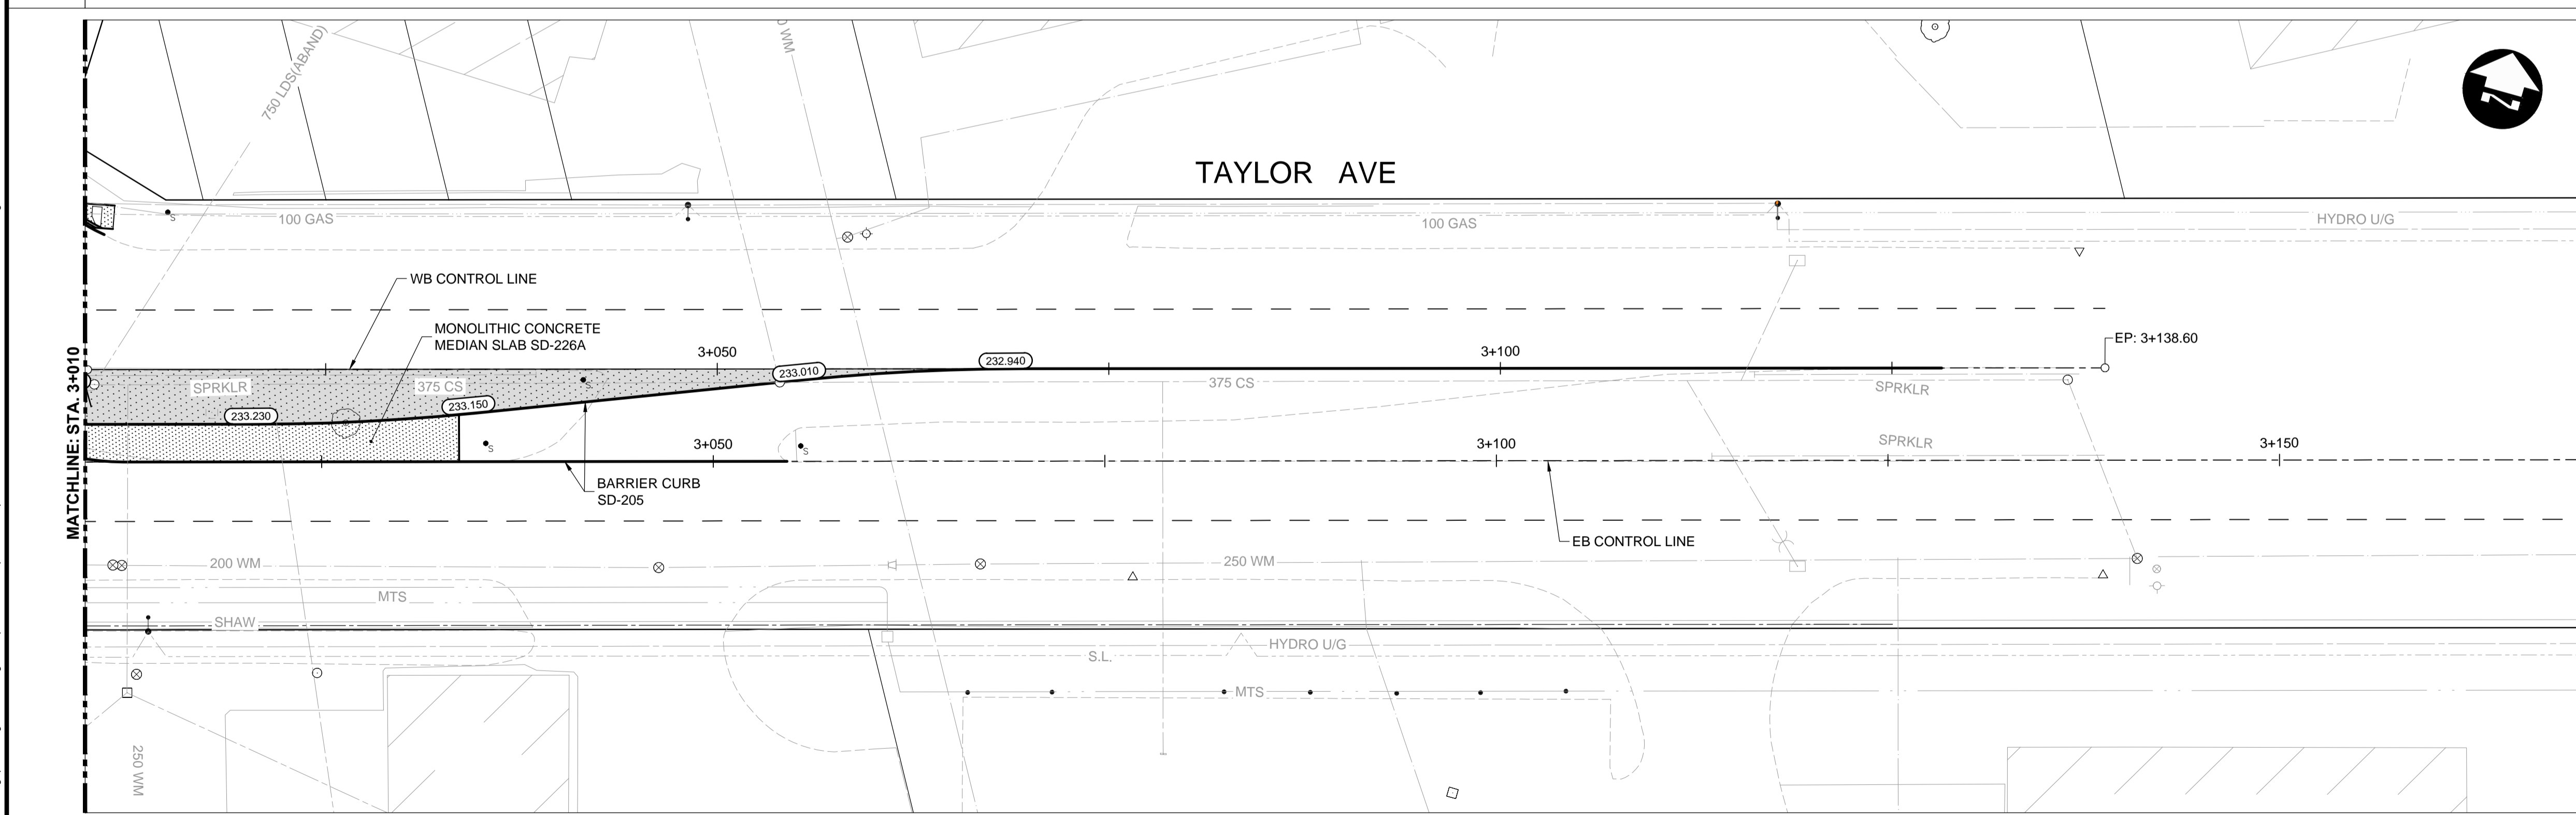 750 LDS(ABAND)
WM
TAYLOR AVE
100 GAS
100 GAS
HYDRO U/G
S
WB CONTROL LINE
MONOLITHIC CONCRETE
MEDIAN SLAB SD-226A
3+050
3+100
EP: 3+138.60
232.940
233.010
SPRKLR
375 CS
S
375 CS
SPRKLR
233.150
233.230
MATCHLINE: STA. 3+010
S
3+050
S
3+100
SPRKLR
3+150
BARRIER CURB
SD-205
EB CONTROL LINE
200 WM
250 WM
MTS
SHAW
HYDRO U/G
S.L.
MTS
250 WM